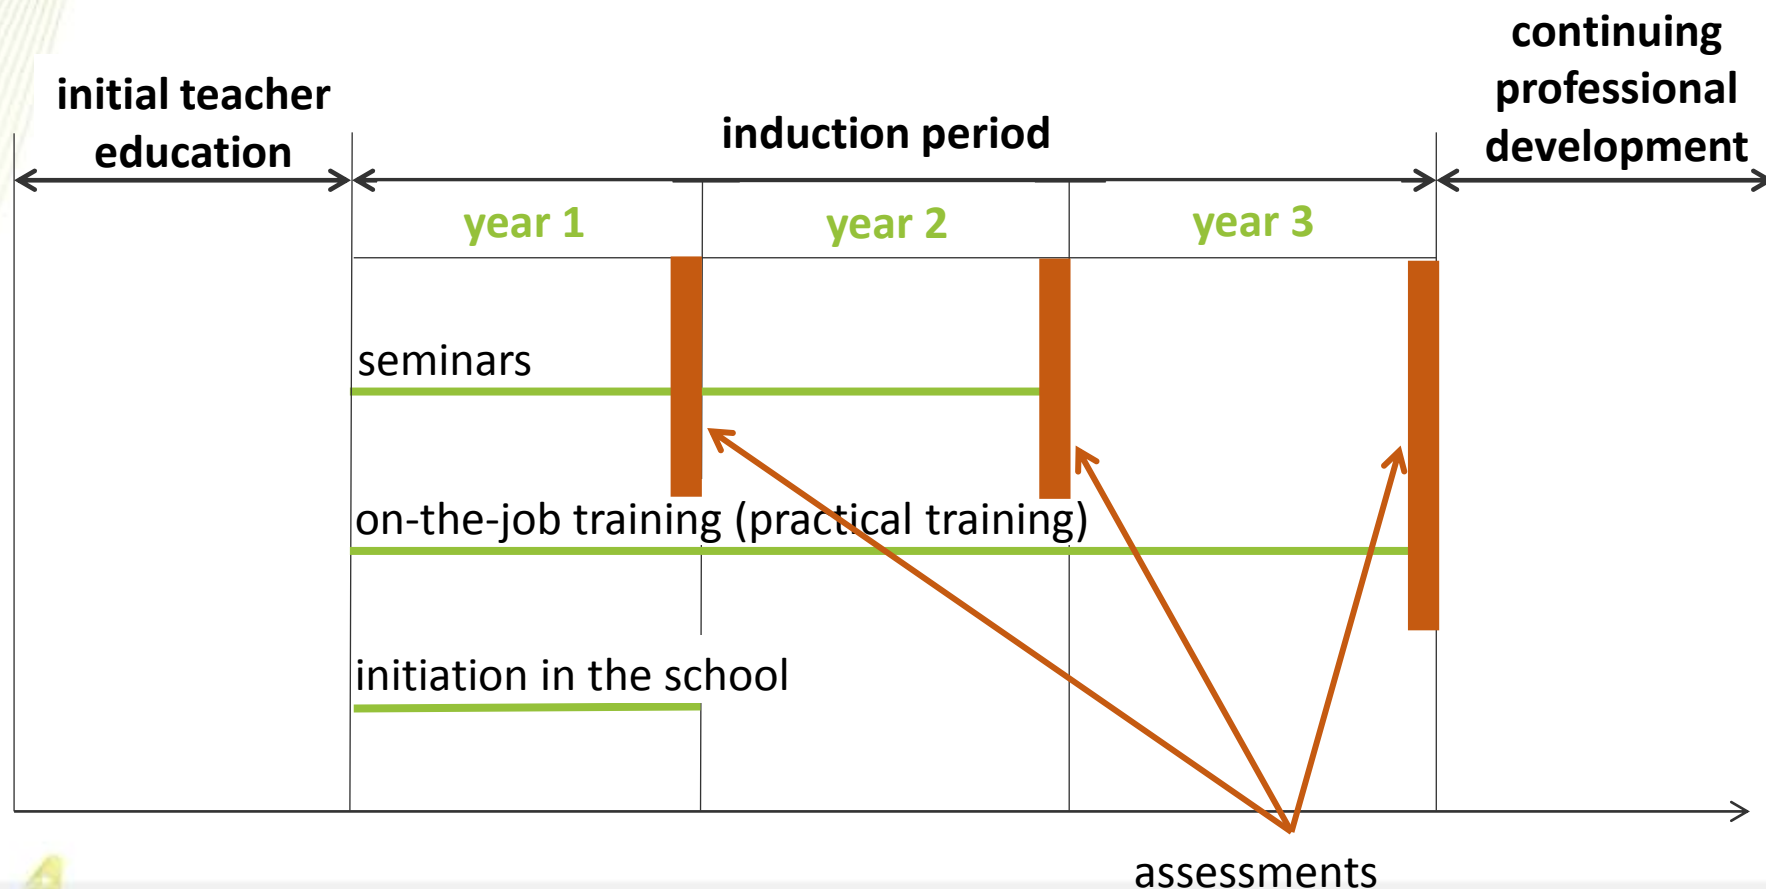 initial teacher
education
induction period
continuing
professional
development
year 1
year 2
year 3
seminars
on-the-job training (practical training)
initiation in the school
assessments